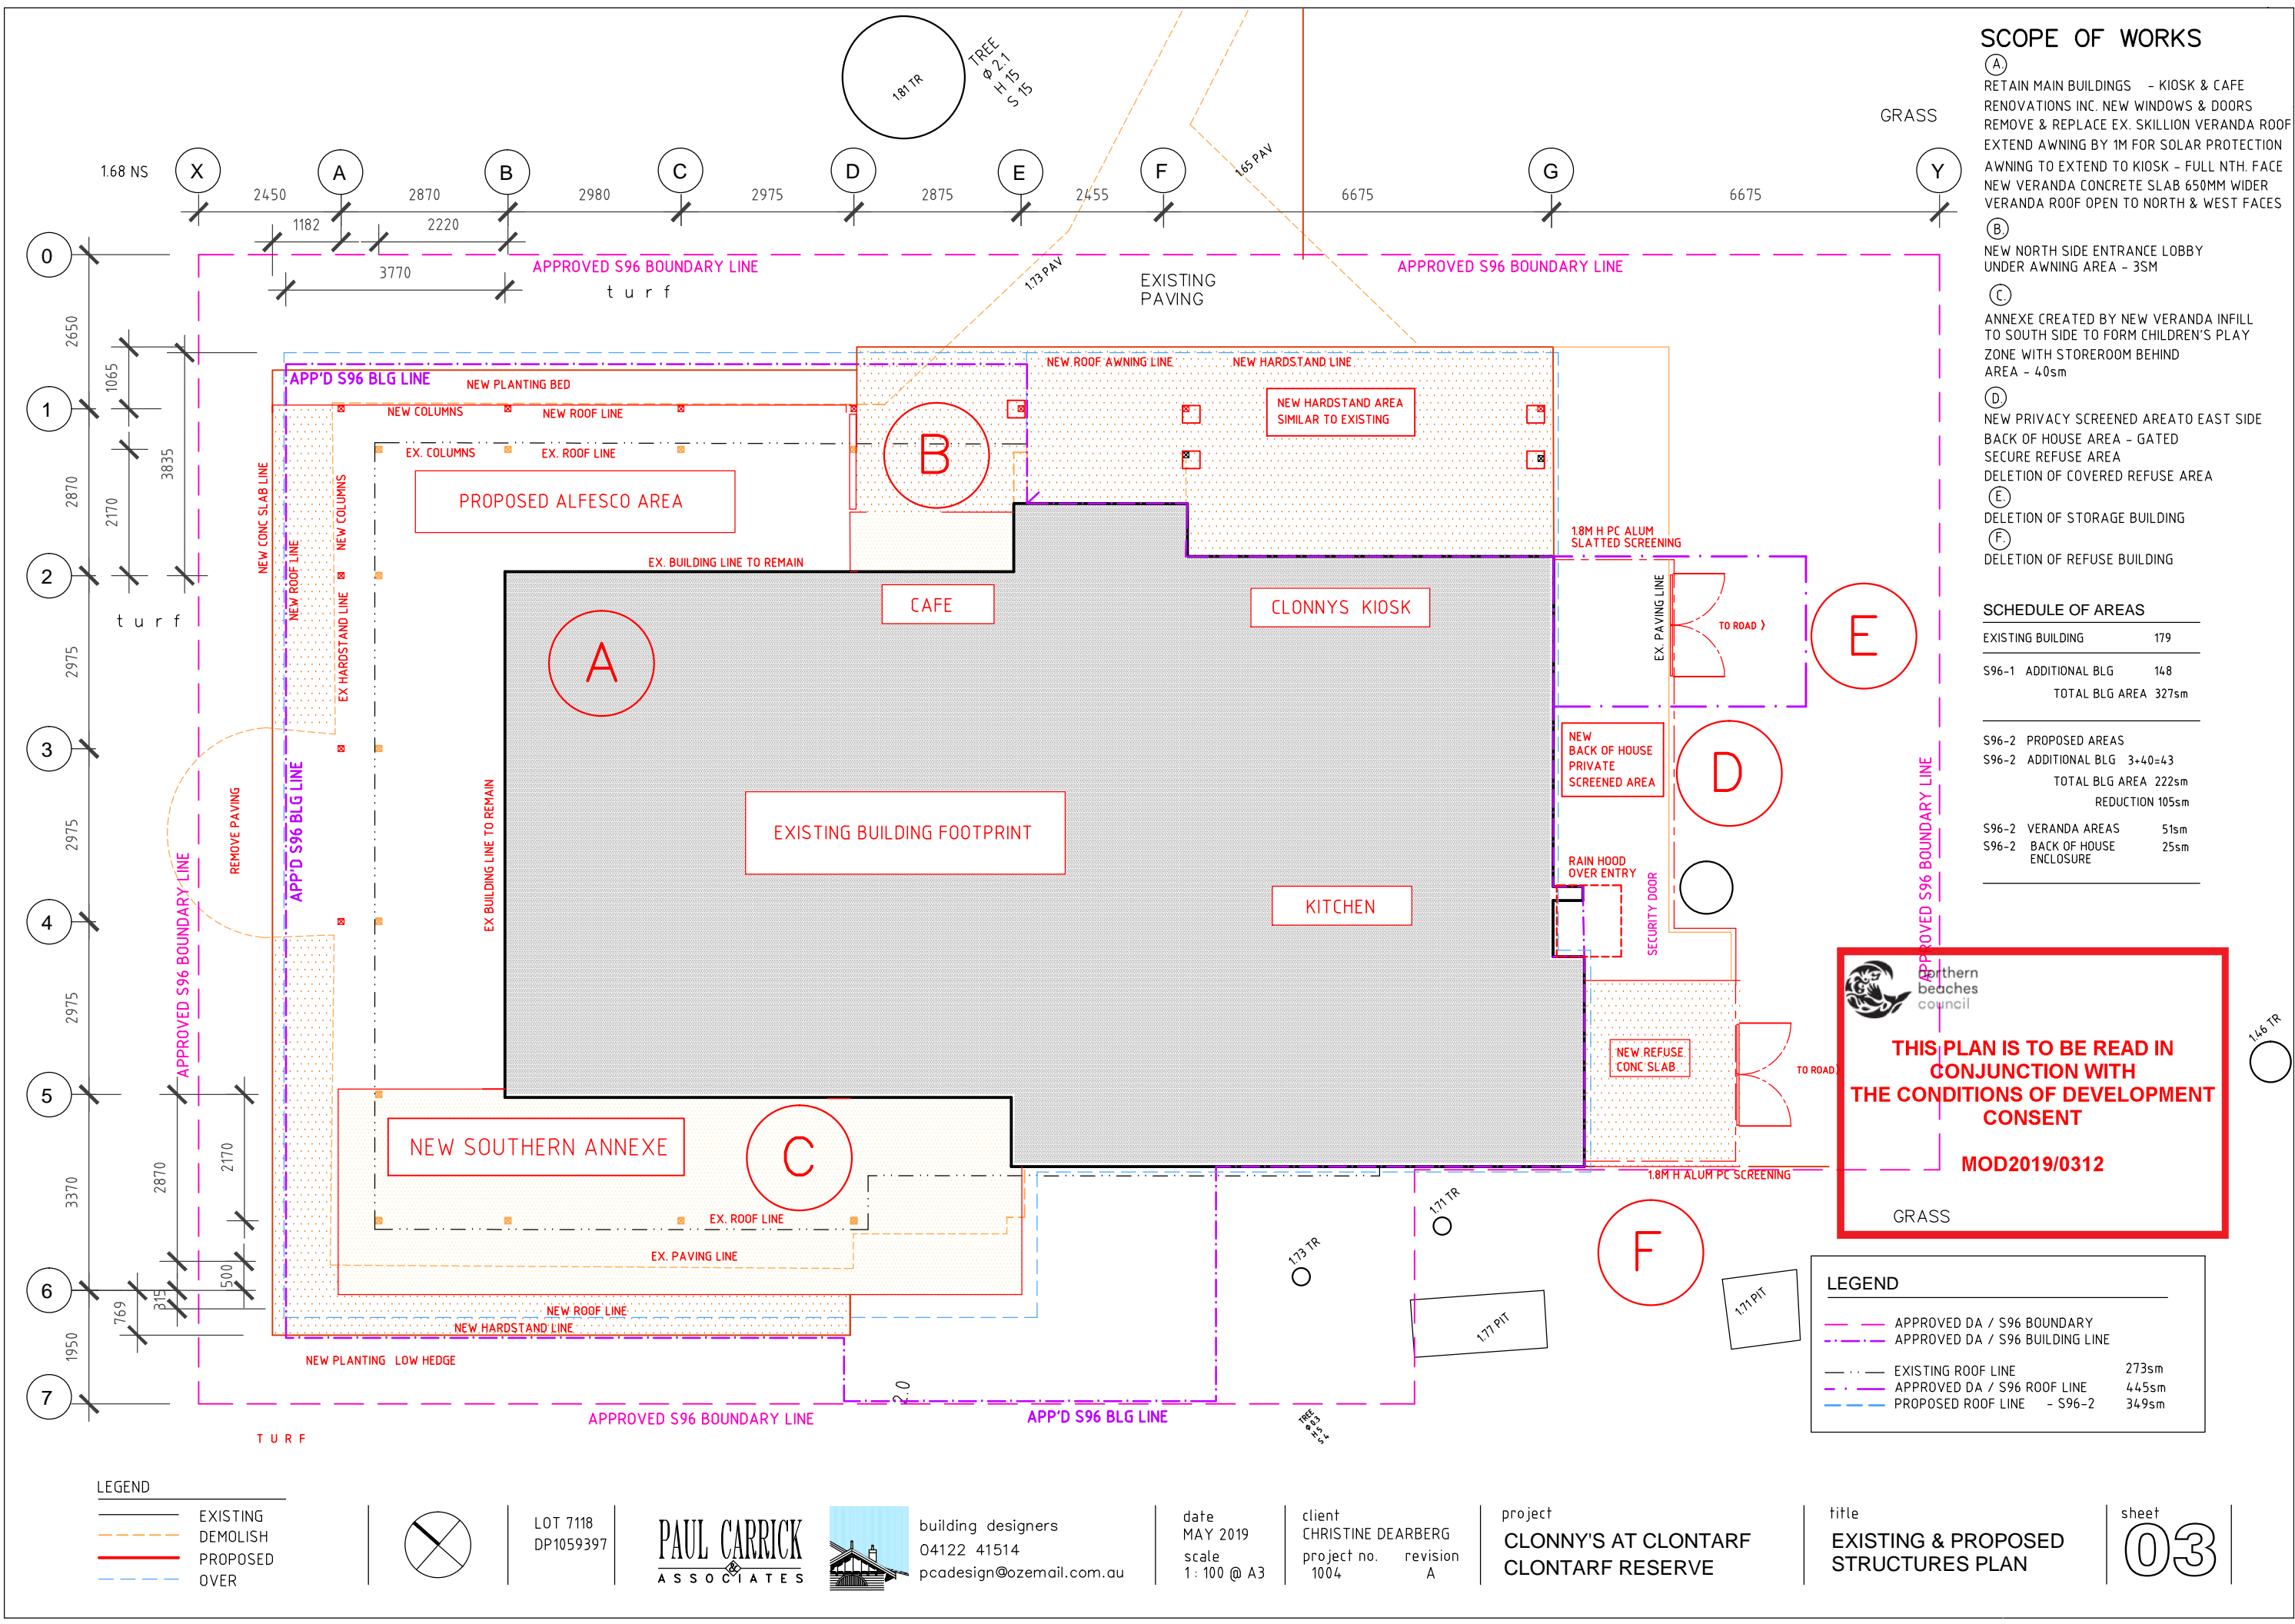 SCOPE OF WORKS
A.
RETAIN MAIN BUILDINGS - KIOSK & CAFE
RENOVATIONS INC. NEW WINDOWS & DOORS
REMOVE & REPLACE EX. SKILLION VERANDA ROOF
EXTEND AWNING BY 1M FOR SOLAR PROTECTION
AWNING TO EXTEND TO KIOSK - FULL NTH. FACE
NEW VERANDA CONCRETE SLAB 650MM WIDER
VERANDA ROOF OPEN TO NORTH & WEST FACES
B.
NEW NORTH SIDE ENTRANCE LOBBY
UNDER AWNING AREA - 3SM
C.
ANNEXE CREATED BY NEW VERANDA INFILL
TO SOUTH SIDE TO FORM CHILDREN'S PLAY
ZONE WITH STOREROOM BEHIND
AREA - 40sm
D.
NEW PRIVACY SCREENED AREATO EAST SIDE
BACK OF HOUSE AREA - GATED
SECURE REFUSE AREA
DELETION OF COVERED REFUSE AREA
E.
DELETION OF STORAGE BUILDING
F.
DELETION OF REFUSE BUILDING
SCHEDULE OF AREAS
EXISTING BUILDING 179
S96-1 ADDITIONAL BLG 148
TOTAL BLG AREA 327sm
S96-2 PROPOSED AREAS
S96-2 ADDITIONAL BLG 3+40=43
TOTAL BLG AREA 222sm
REDUCTION 105sm
S96-2 VERANDA AREAS 51sm
S96-2 BACK OF HOUSE 25sm
ENCLOSURE
northern
beaches
council
THIS PLAN IS TO BE READ IN
CONJUNCTION WITH
THE CONDITIONS OF DEVELOPMENT
CONSENT
MOD2019/0312
GRASS
LEGEND
APPROVED DA / S96 BOUNDARY
APPROVED DA / S96 BUILDING LINE
EXISTING ROOF LINE 273sm
APPROVED DA / S96 ROOF LINE 445sm
PROPOSED ROOF LINE - S96-2 349sm
1.81 TR
TREE
Φ 2.1
H 15
S 15
GRASS
1.68 NS
X A B C D E F G Y
2450 2870 2980 2975 2875 2455 6675 6675
1182 2220
3770
0
1
2
3
4
5
6
7
2650
2870
2975
2975
2975
3370
1950
1065
2170
3835
2870
2170
500
315
769
1.65 PAV
1.73 PAV
APPROVED S96 BOUNDARY LINE
APPROVED S96 BOUNDARY LINE
turf
EXISTING
PAVING
APP'D S96 BLG LINE
NEW PLANTING BED
NEW ROOF AWNING LINE
NEW HARDSTAND LINE
NEW COLUMNS
NEW ROOF LINE
NEW HARDSTAND AREA
SIMILAR TO EXISTING
EX. COLUMNS
EX. ROOF LINE
B
PROPOSED ALFESCO AREA
NEW CONC SLAB LINE
NEW ROOF LINE
NEW COLUMNS
EX HARDSTAND LINE
EX. BUILDING LINE TO REMAIN
1.8M H PC ALUM
SLATTED SCREENING
turf
CAFE
CLONNYS KIOSK
EX. PAVING LINE
TO ROAD
A
E
NEW
BACK OF HOUSE
PRIVATE
SCREENED AREA
D
APP'D S96 BLG LINE
REMOVE PAVING
APPROVED S96 BOUNDARY LINE
EX BUILDING LINE TO REMAIN
EXISTING BUILDING FOOTPRINT
KITCHEN
RAIN HOOD
OVER ENTRY
SECURITY DOOR
APPROVED S96 BOUNDARY LINE
1.46 TR
NEW REFUSE
CONC SLAB
TO ROAD
NEW SOUTHERN ANNEXE
C
EX. ROOF LINE
EX. PAVING LINE
1.8M H ALUM PC SCREENING
1.71 TR
1.73 TR
F
1.77 PIT
1.71 PIT
NEW ROOF LINE
NEW HARDSTAND LINE
NEW PLANTING LOW HEDGE
2.0
APPROVED S96 BOUNDARY LINE
APP'D S96 BLG LINE
TREE
Φ 0.3
H 5
S 4
TURF
LEGEND
EXISTING
DEMOLISH
PROPOSED
OVER
LOT 7118
DP1059397
PAUL CARRICK
&
ASSOCIATES
building designers
04122 41514
pcadesign@ozemail.com.au
date
MAY 2019
scale
1 : 100 @ A3
client
CHRISTINE DEARBERG
project no. revision
1004 A
project
CLONNY'S AT CLONTARF
CLONTARF RESERVE
title
EXISTING & PROPOSED
STRUCTURES PLAN
sheet
03